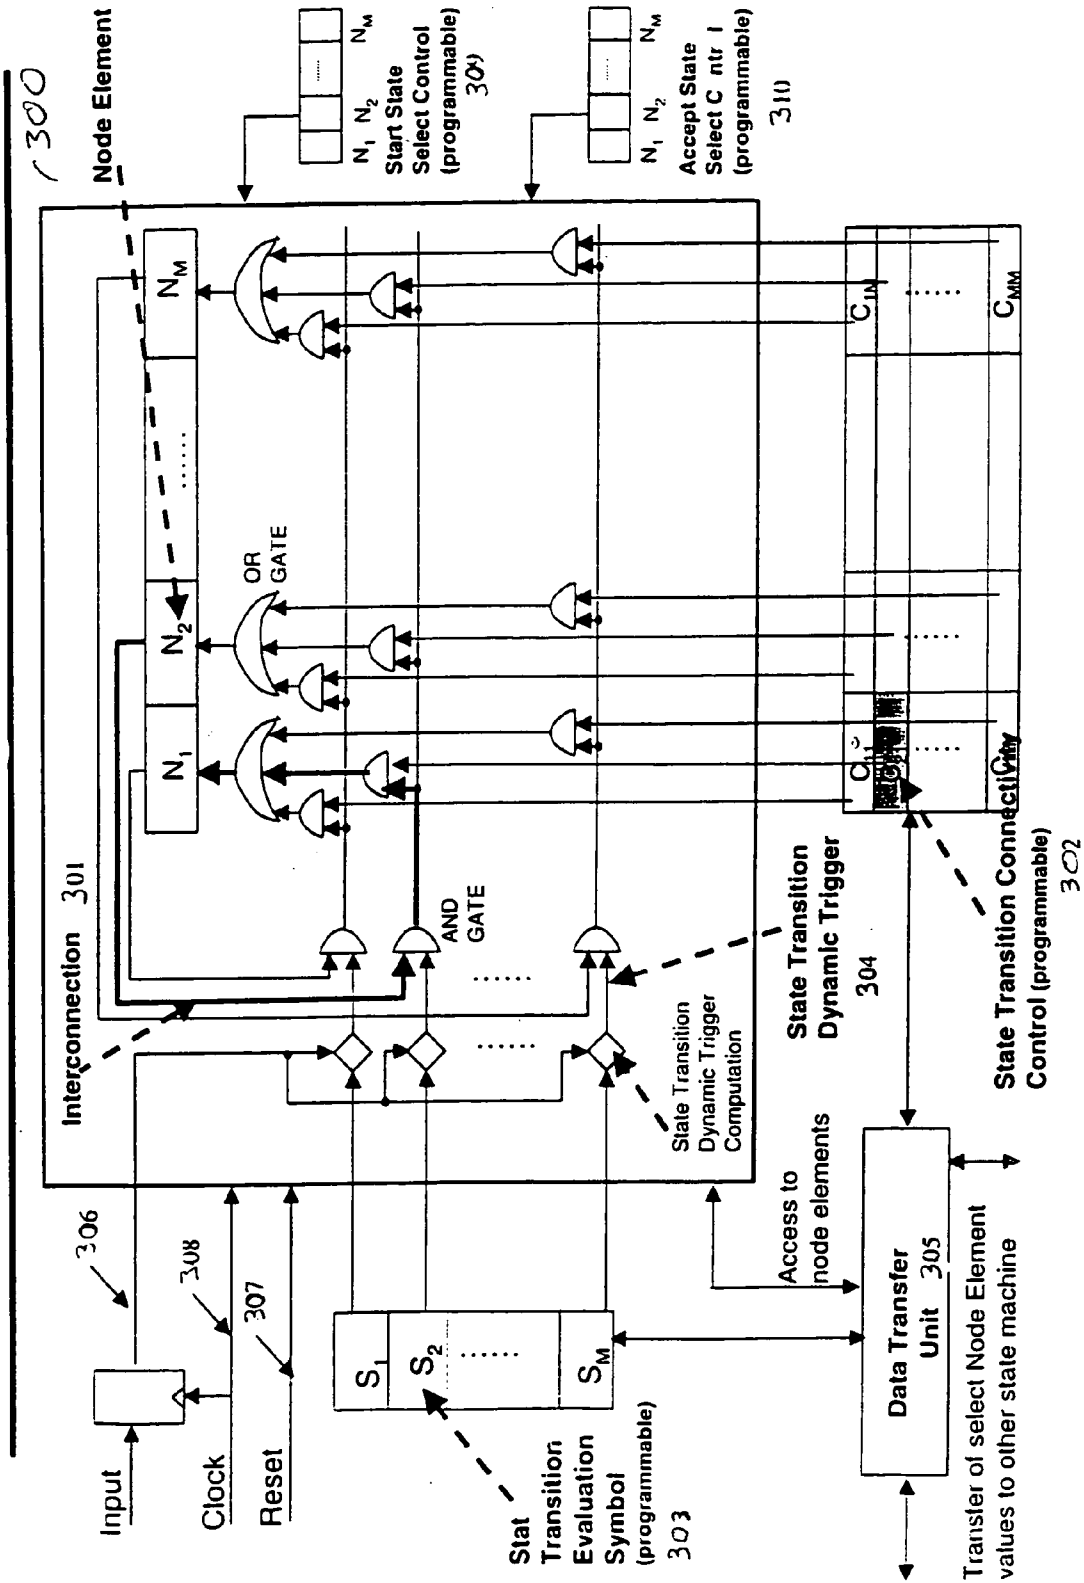 300
Node Element
N1
N2
......
NM
Start State
Select Control
(programmable)
309
N1
N2
......
NM
Accept State
Select C ntr l
(programmable)
310
Interconnection 301
N1
N2
......
NM
OR
GATE
AND
GATE
......
......
State Transition
Dynamic Trigger
Computation
State Transition
Dynamic Trigger
304
Input
306
Clock
308
Reset
307
S1
S2
......
SM
Stat
Transition
Evaluation
Symbol
(programmable)
303
Access to
node elements
Data Transfer
Unit 305
Transfer of select Node Element
values to other state machine
C11
C1N
......
......
......
CMM
State Transition Connectivity
Control (programmable)
302